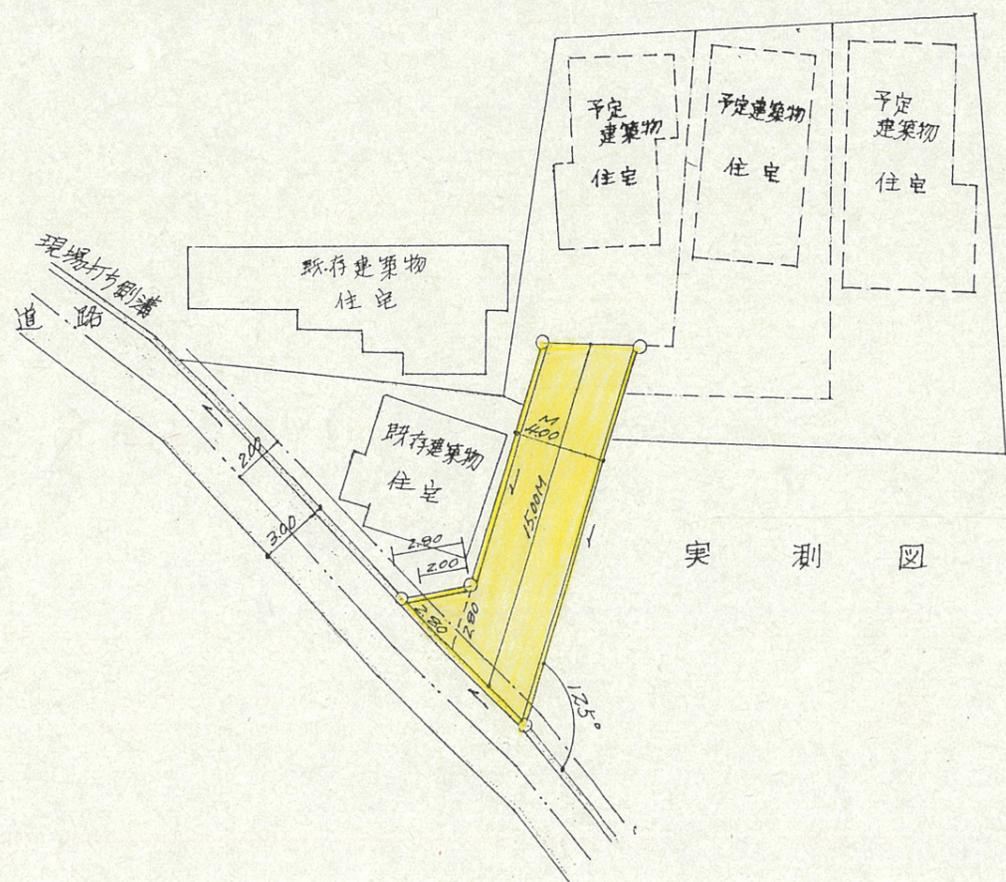 予定
建築物
住宅
予定建築物
住宅
予定
建築物
住宅
現場打ち側溝
道路
既存建築物
住宅
既存建築物
住宅
M
4.00
15.00M
2.00
3.00
2.80
2.00
2.80
2.80
125°
実測図